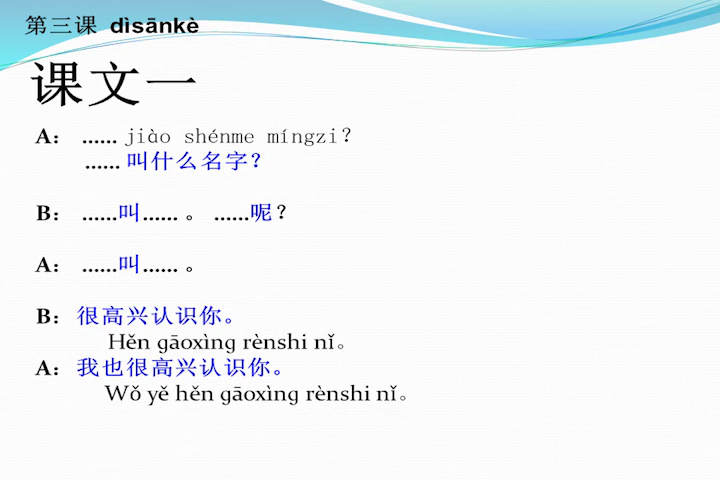 第三课 dìsānkè
课文一
A： ...... jiào shénme míngzi？
...... 叫什么名字？
B： ......叫...... 。 ......呢？
A： ......叫...... 。
B：很高兴认识你。
Hěn gāoxìng rènshi nǐ。
A：我也很高兴认识你。
Wǒ yě hěn gāoxìng rènshi nǐ。